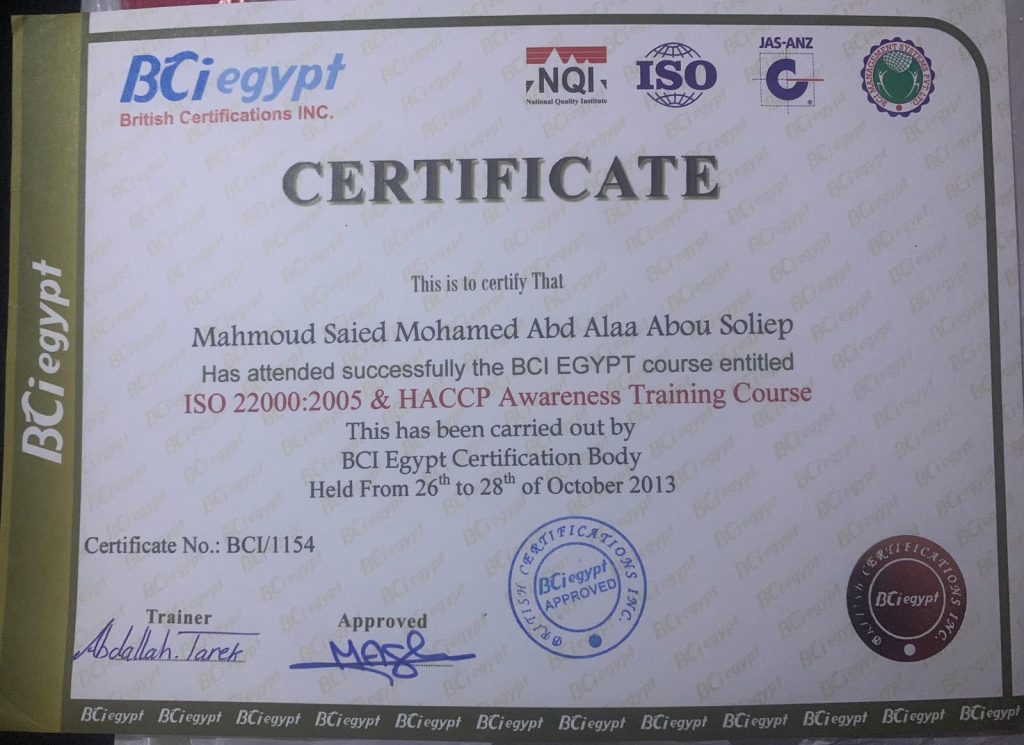 BCi egypt
British Certifications INC.
NQI
National Quality Institute
ISO
JAS-ANZ
C
BCI MANAGEMENT SYSTEMS PVT. LTD
CERTIFICATE
This is to certify That
Mahmoud Saied Mohamed Abd Alaa Abou Soliep
Has attended successfully the BCI EGYPT course entitled
ISO 22000:2005 & HACCP Awareness Training Course
This has been carried out by
BCI Egypt Certification Body
Held From 26th to 28th of October 2013
Certificate No.: BCI/1154
Trainer
Abdallah.Tarek
Approved
BRITISH CERTIFICATIONS INC.
BCi egypt
APPROVED
BRITISH CERTIFICATIONS INC.
BCi egypt
BCi egypt
BCi egypt BCi egypt BCi egypt BCi egypt BCi egypt BCi egypt BCi egypt BCi egypt BCi egypt BCi egypt BCi egypt BCi egypt